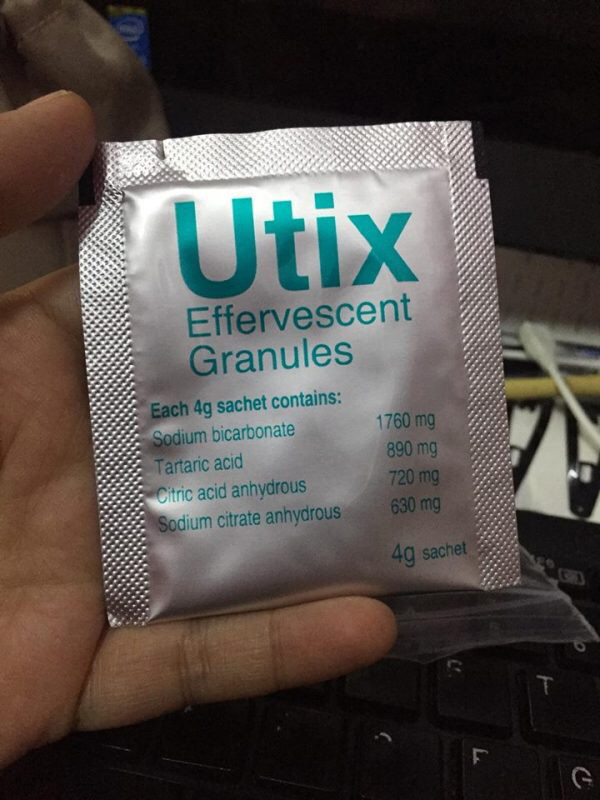 Utix
Effervescent
Granules
Each 4g sachet contains:
Sodium bicarbonate 1760 mg
Tartaric acid 890 mg
Citric acid anhydrous 720 mg
Sodium citrate anhydrous 630 mg
4g sachet
intel
T
F
G